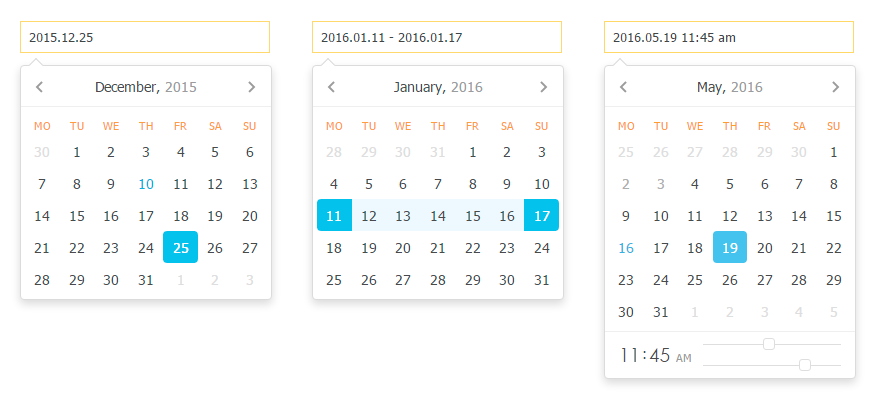 2015.12.25
December, 2015
MO TU WE TH FR SA SU
30 1 2 3 4 5 6
7 8 9 10 11 12 13
14 15 16 17 18 19 20
21 22 23 24 25 26 27
28 29 30 31 1 2 3
2016.01.11 - 2016.01.17
January, 2016
MO TU WE TH FR SA SU
28 29 30 31 1 2 3
4 5 6 7 8 9 10
11 12 13 14 15 16 17
18 19 20 21 22 23 24
25 26 27 28 29 30 31
2016.05.19 11:45 am
May, 2016
MO TU WE TH FR SA SU
25 26 27 28 29 30 1
2 3 4 5 6 7 8
9 10 11 12 13 14 15
16 17 18 19 20 21 22
23 24 25 26 27 28 29
30 31 1 2 3 4 5
11:45 AM